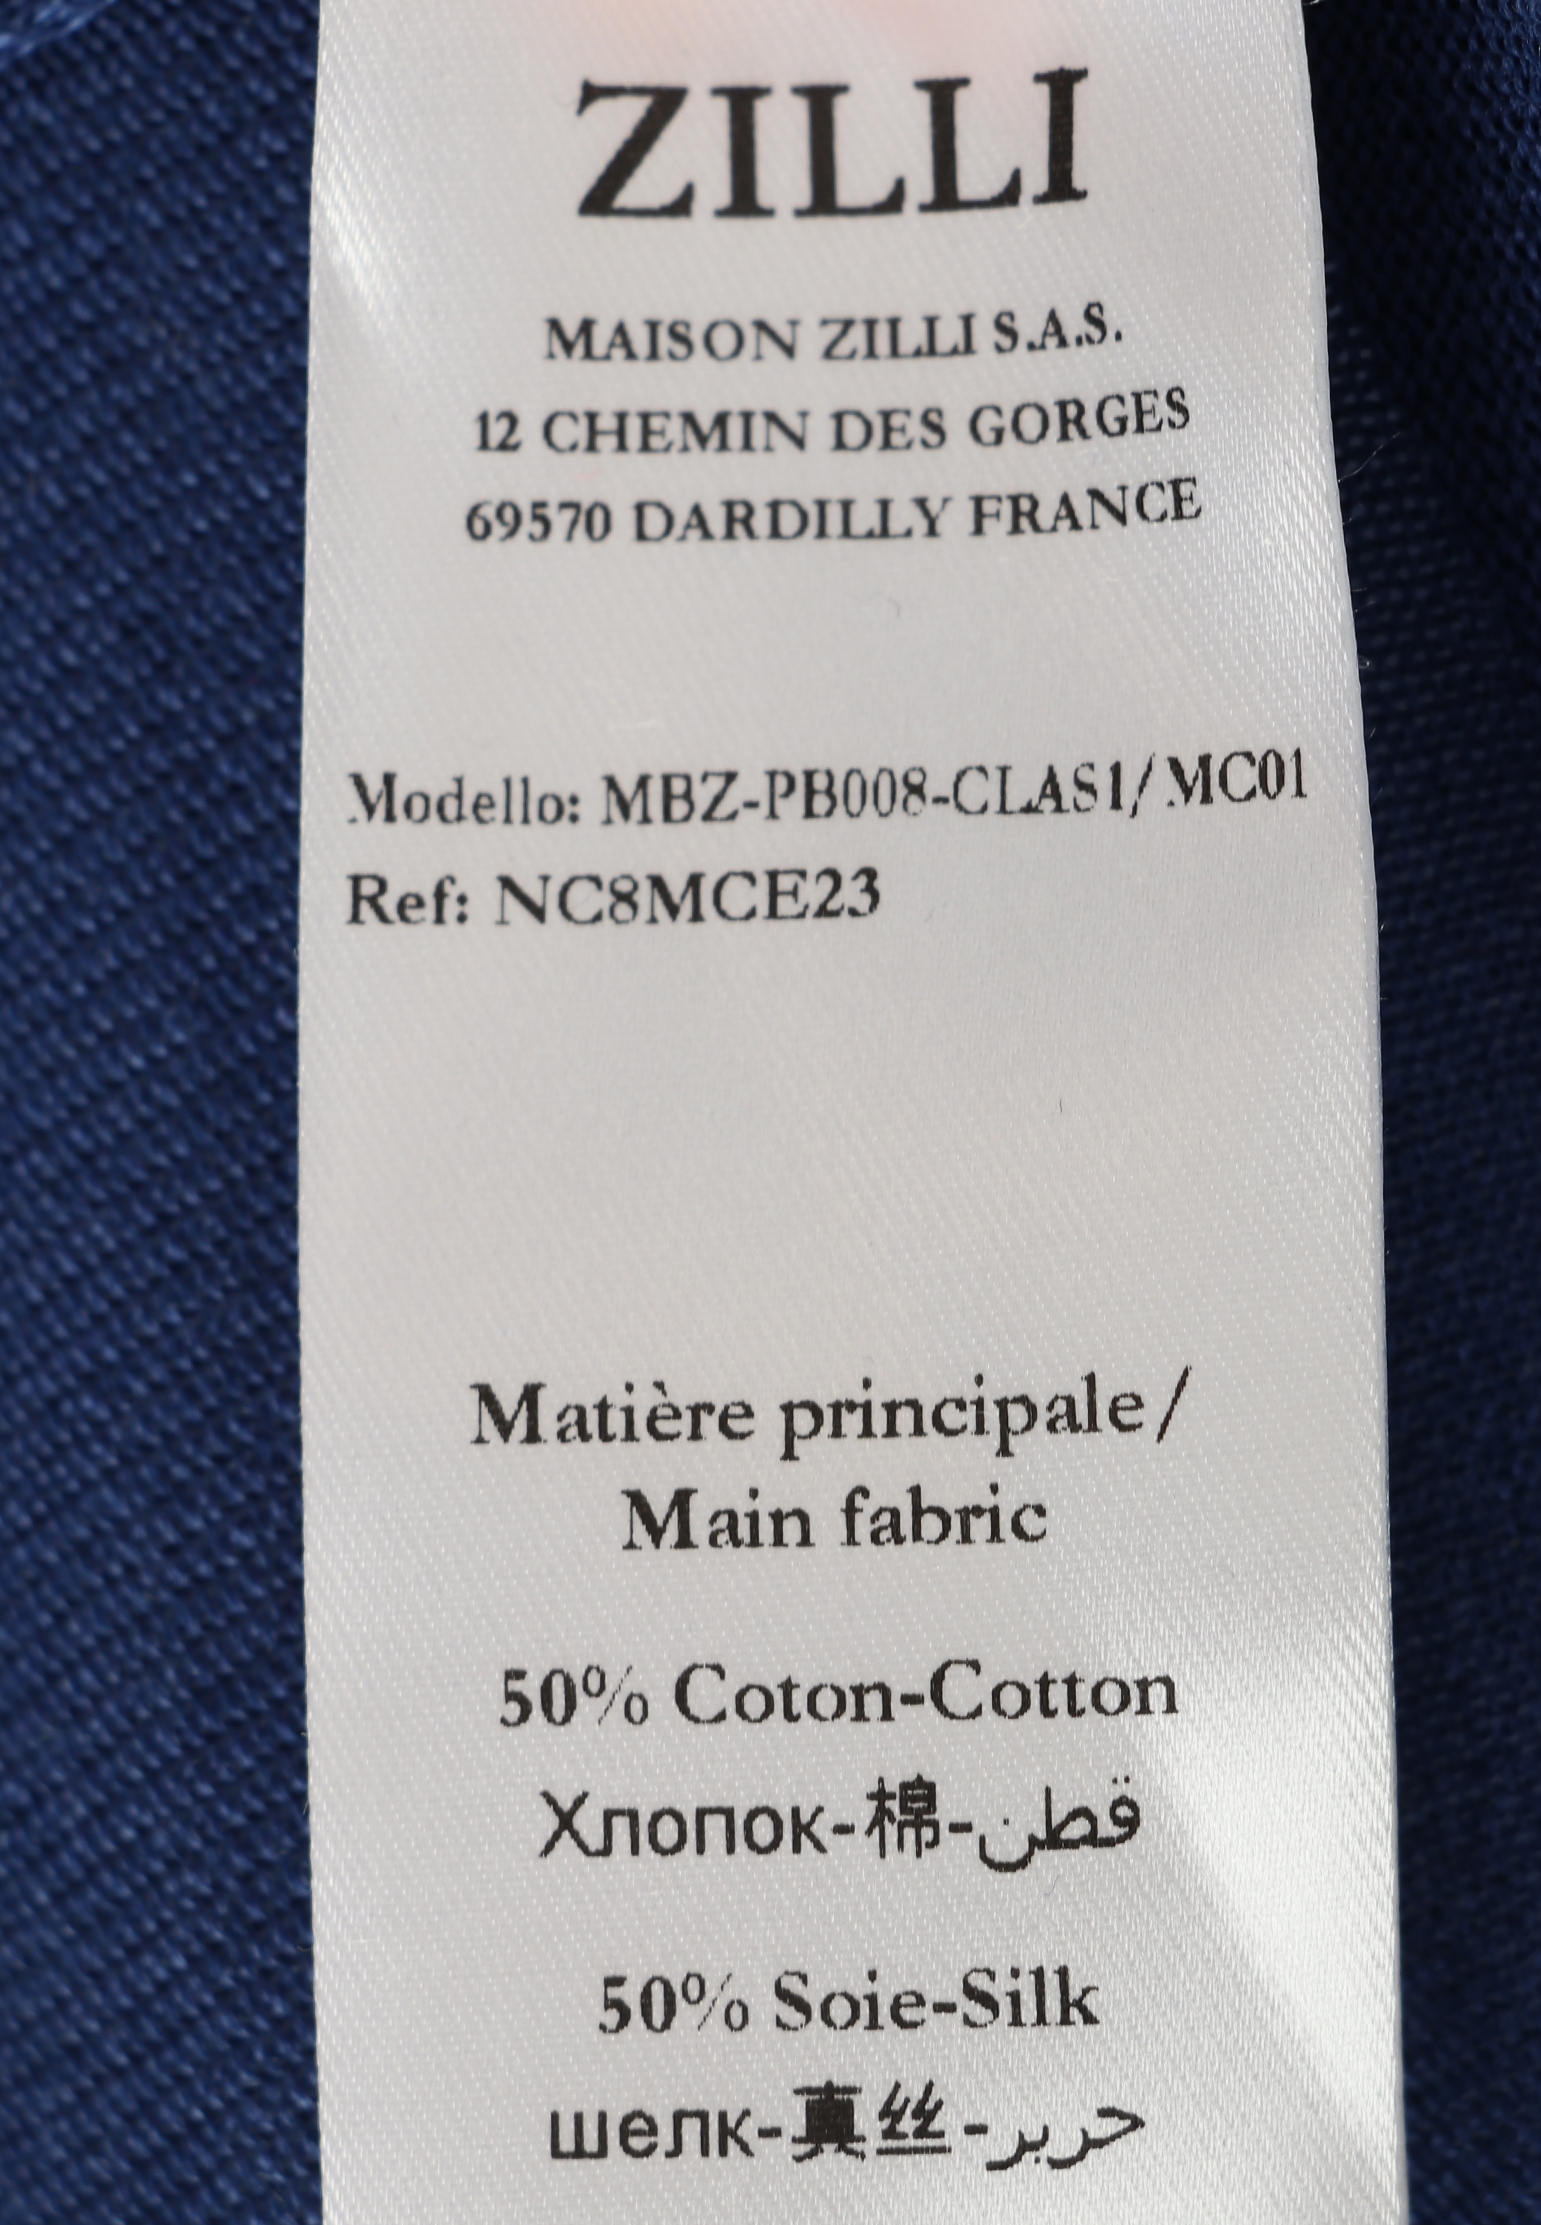 ZILLI
MAISON ZILLI S.A.S.
12 CHEMIN DES GORGES
69570 DARDILLY FRANCE
Modello: MBZ-PB008-CLAS1/MC01
Ref: NC8MCE23
Matière principale/
Main fabric
50% Coton-Cotton
Хлопок-棉-قطن
50% Soie-Silk
шелк-真丝-حرير